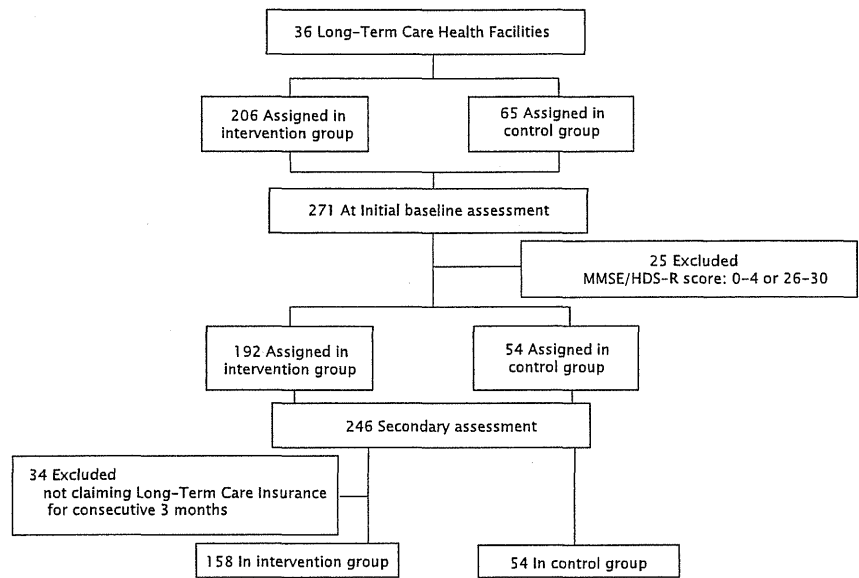 36 Long-Term Care Health Facilities
206 Assigned in
intervention group
65 Assigned in
control group
271 At Initial baseline assessment
25 Excluded
MMSE/HDS-R score: 0-4 or 26-30
192 Assigned in
intervention group
54 Assigned in
control group
246 Secondary assessment
34 Excluded
not claiming Long-Term Care Insurance
for consecutive 3 months
158 In intervention group
54 In control group